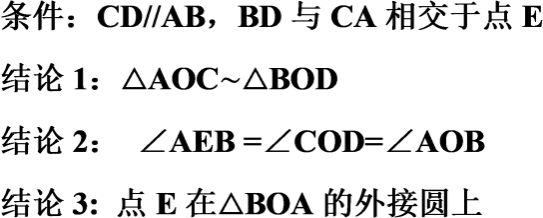 条件：CD//AB，BD 与 CA 相交于点 E
结论 1：△AOC~△BOD
结论 2： ∠AEB =∠COD=∠AOB
结论 3: 点 E 在△BOA 的外接圆上